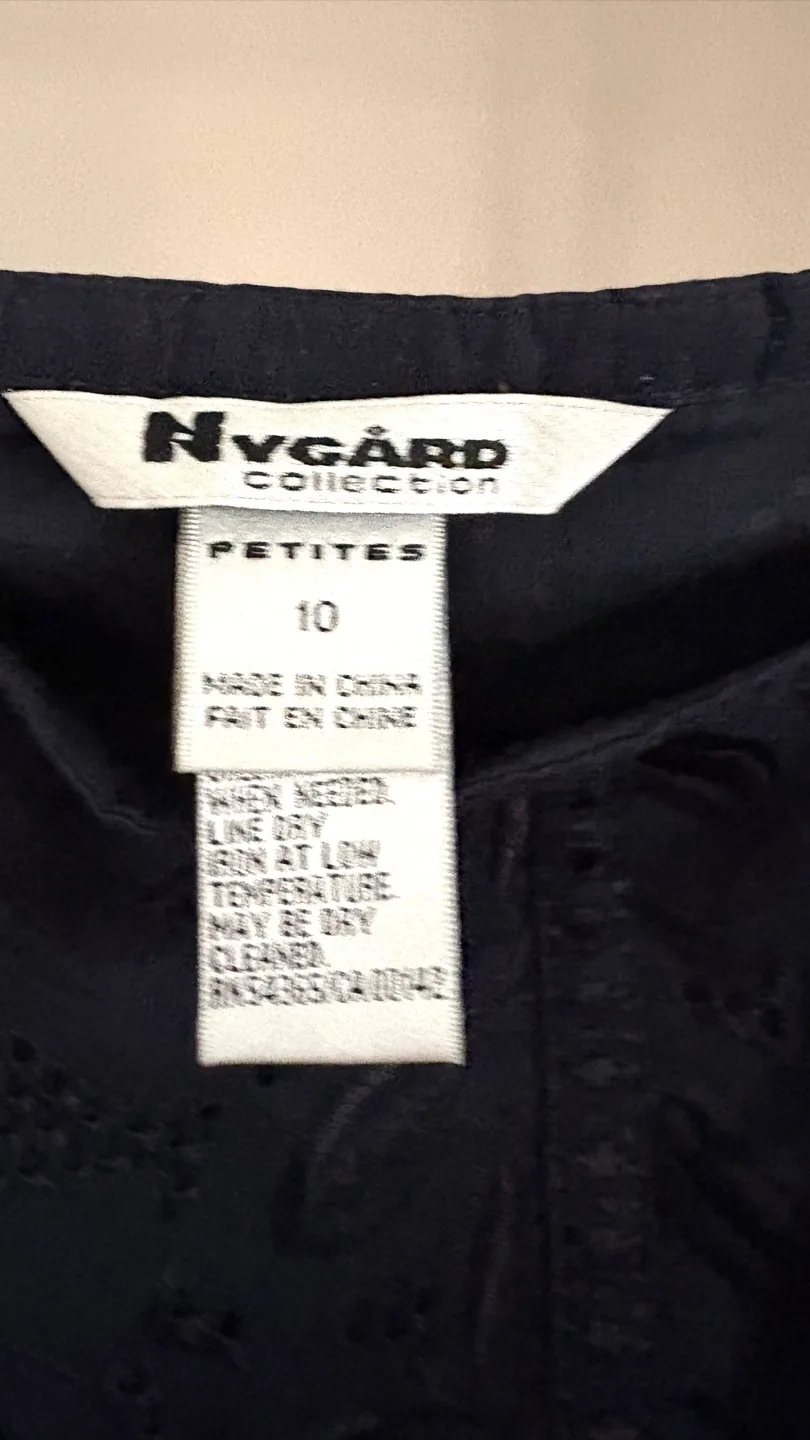 NYGÅRD
collection
PETITES
10
MADE IN CHINA
FAIT EN CHINE
WHEN NEEDED.
LINE DRY
IRON AT LOW
TEMPERATURE.
MAY BE DRY
CLEANED.